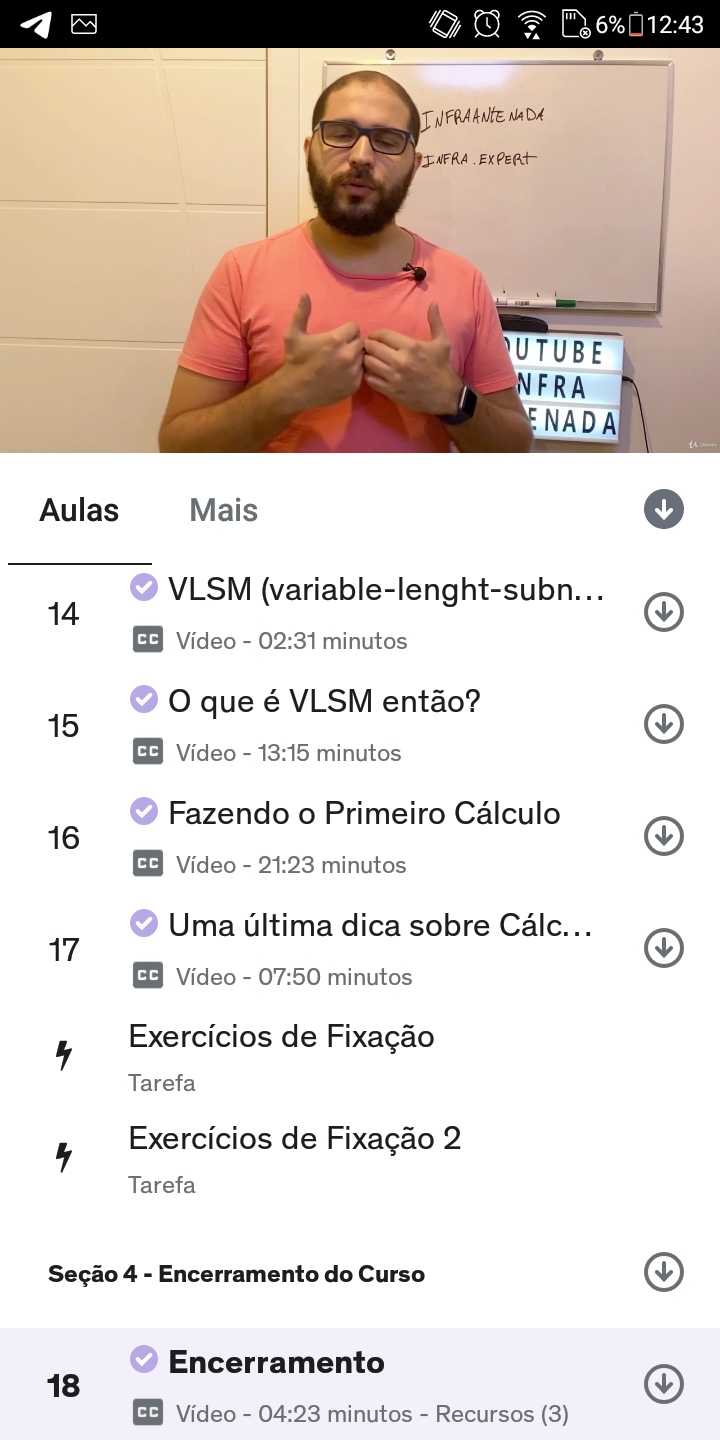 6% 12:43
INFRAANTENADA
INFRA.EXPERT
OUTUBE
NFRA
ENADA
Udemy
Aulas Mais
14 VLSM (variable-lenght-subn...
CC Vídeo - 02:31 minutos
15 O que é VLSM então?
CC Vídeo - 13:15 minutos
16 Fazendo o Primeiro Cálculo
CC Vídeo - 21:23 minutos
17 Uma última dica sobre Cálc...
CC Vídeo - 07:50 minutos
Exercícios de Fixação
Tarefa
Exercícios de Fixação 2
Tarefa
Seção 4 - Encerramento do Curso
18 Encerramento
CC Vídeo - 04:23 minutos - Recursos (3)